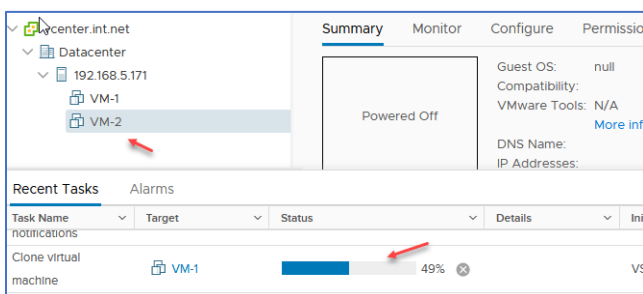 vcenter.int.net
Datacenter
192.168.5.171
VM-1
VM-2
Summary Monitor Configure Permissio
Powered Off
Guest OS: null
Compatibility:
VMware Tools: N/A
More inf
DNS Name:
IP Addresses:
Recent Tasks Alarms
Task Name Target Status Details Ini
notifications
Clone virtual
machine
VM-1 49% VS